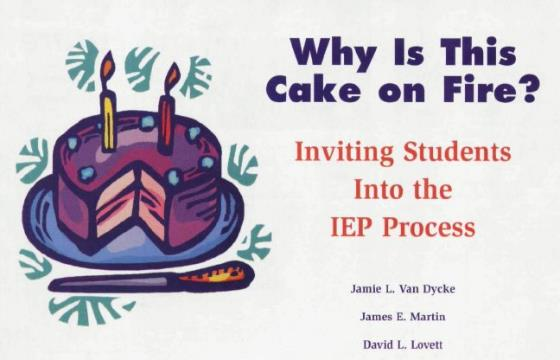 Why Is This
Cake on Fire?
Inviting Students
Into the
IEP Process
Jamie L. Van Dycke
James E. Martin
David L. Lovett